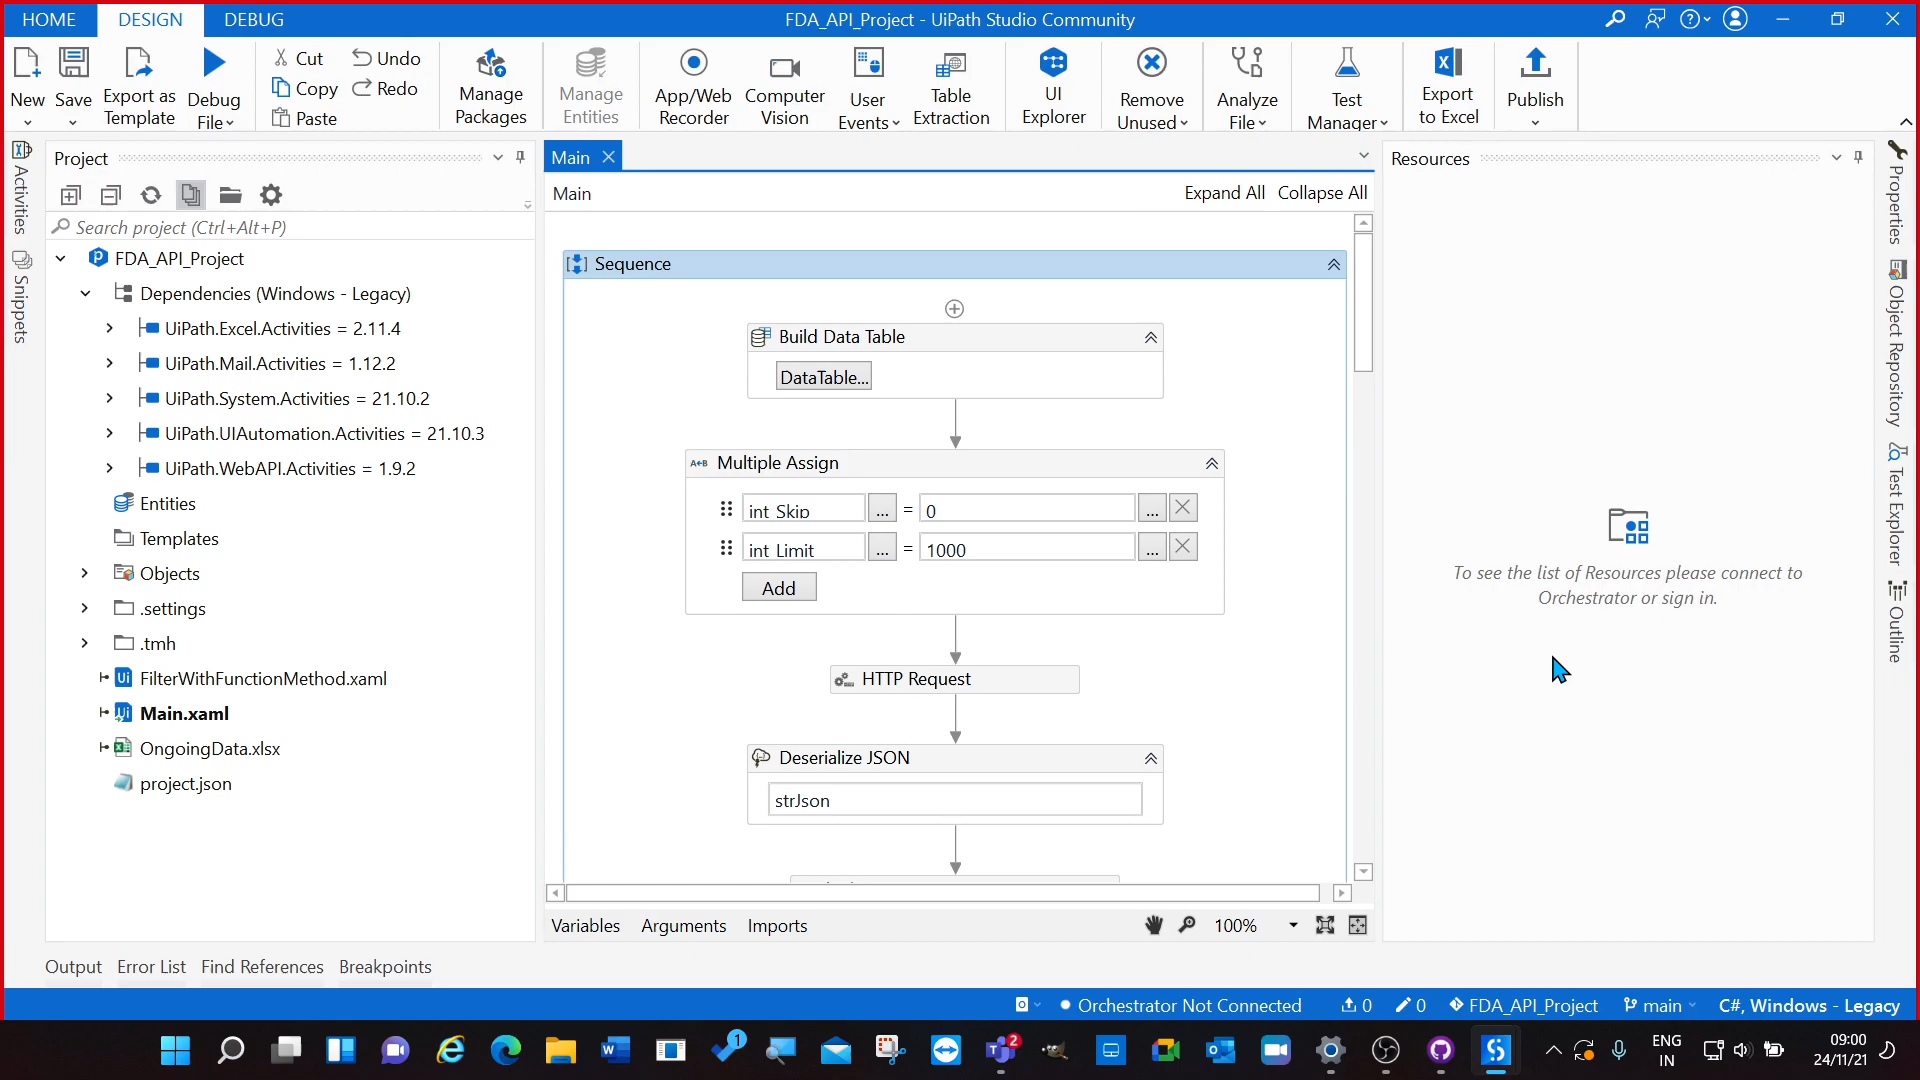 HOME DESIGN DEBUG FDA_API_Project - UiPath Studio Community
New Save Export as Template Debug File Cut Copy Paste Undo Redo Manage Packages Manage Entities App/Web Recorder Computer Vision User Events Table Extraction UI Explorer Remove Unused Analyze File Test Manager Export to Excel Publish
Activities
Snippets
Project
Search project (Ctrl+Alt+P)
FDA_API_Project
Dependencies (Windows - Legacy)
UiPath.Excel.Activities = 2.11.4
UiPath.Mail.Activities = 1.12.2
UiPath.System.Activities = 21.10.2
UiPath.UIAutomation.Activities = 21.10.3
UiPath.WebAPI.Activities = 1.9.2
Entities
Templates
Objects
.settings
.tmh
FilterWithFunctionMethod.xaml
Main.xaml
OngoingData.xlsx
project.json
Main
Main Expand All Collapse All
Sequence
Build Data Table
DataTable...
Multiple Assign
int_Skip ... = 0 ...
int_Limit ... = 1000 ...
Add
HTTP Request
Deserialize JSON
strJson
Variables Arguments Imports 100%
Resources
To see the list of Resources please connect to
Orchestrator or sign in.
Properties
Object Repository
Test Explorer
Outline
Output Error List Find References Breakpoints
Orchestrator Not Connected 0 0 FDA_API_Project main C#, Windows - Legacy
1 2 ENG IN 09:00 24/11/21